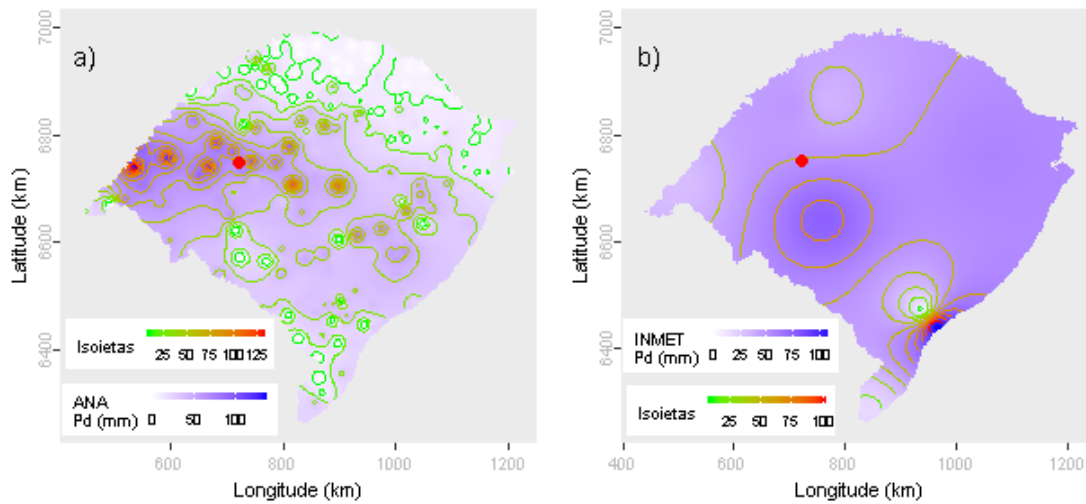 a)
Latitude (km)
7000
6800
6600
6400
Isoietas
25 50 75 100 125
ANA
Pd (mm)
0 50 100
600 800 1000 1200
Longitude (km)
b)
Latitude (km)
7000
6800
6600
6400
INMET
Pd (mm)
0 25 50 75 100
Isoietas
25 50 75 100
400 600 800 1000 1200
Longitude (km)